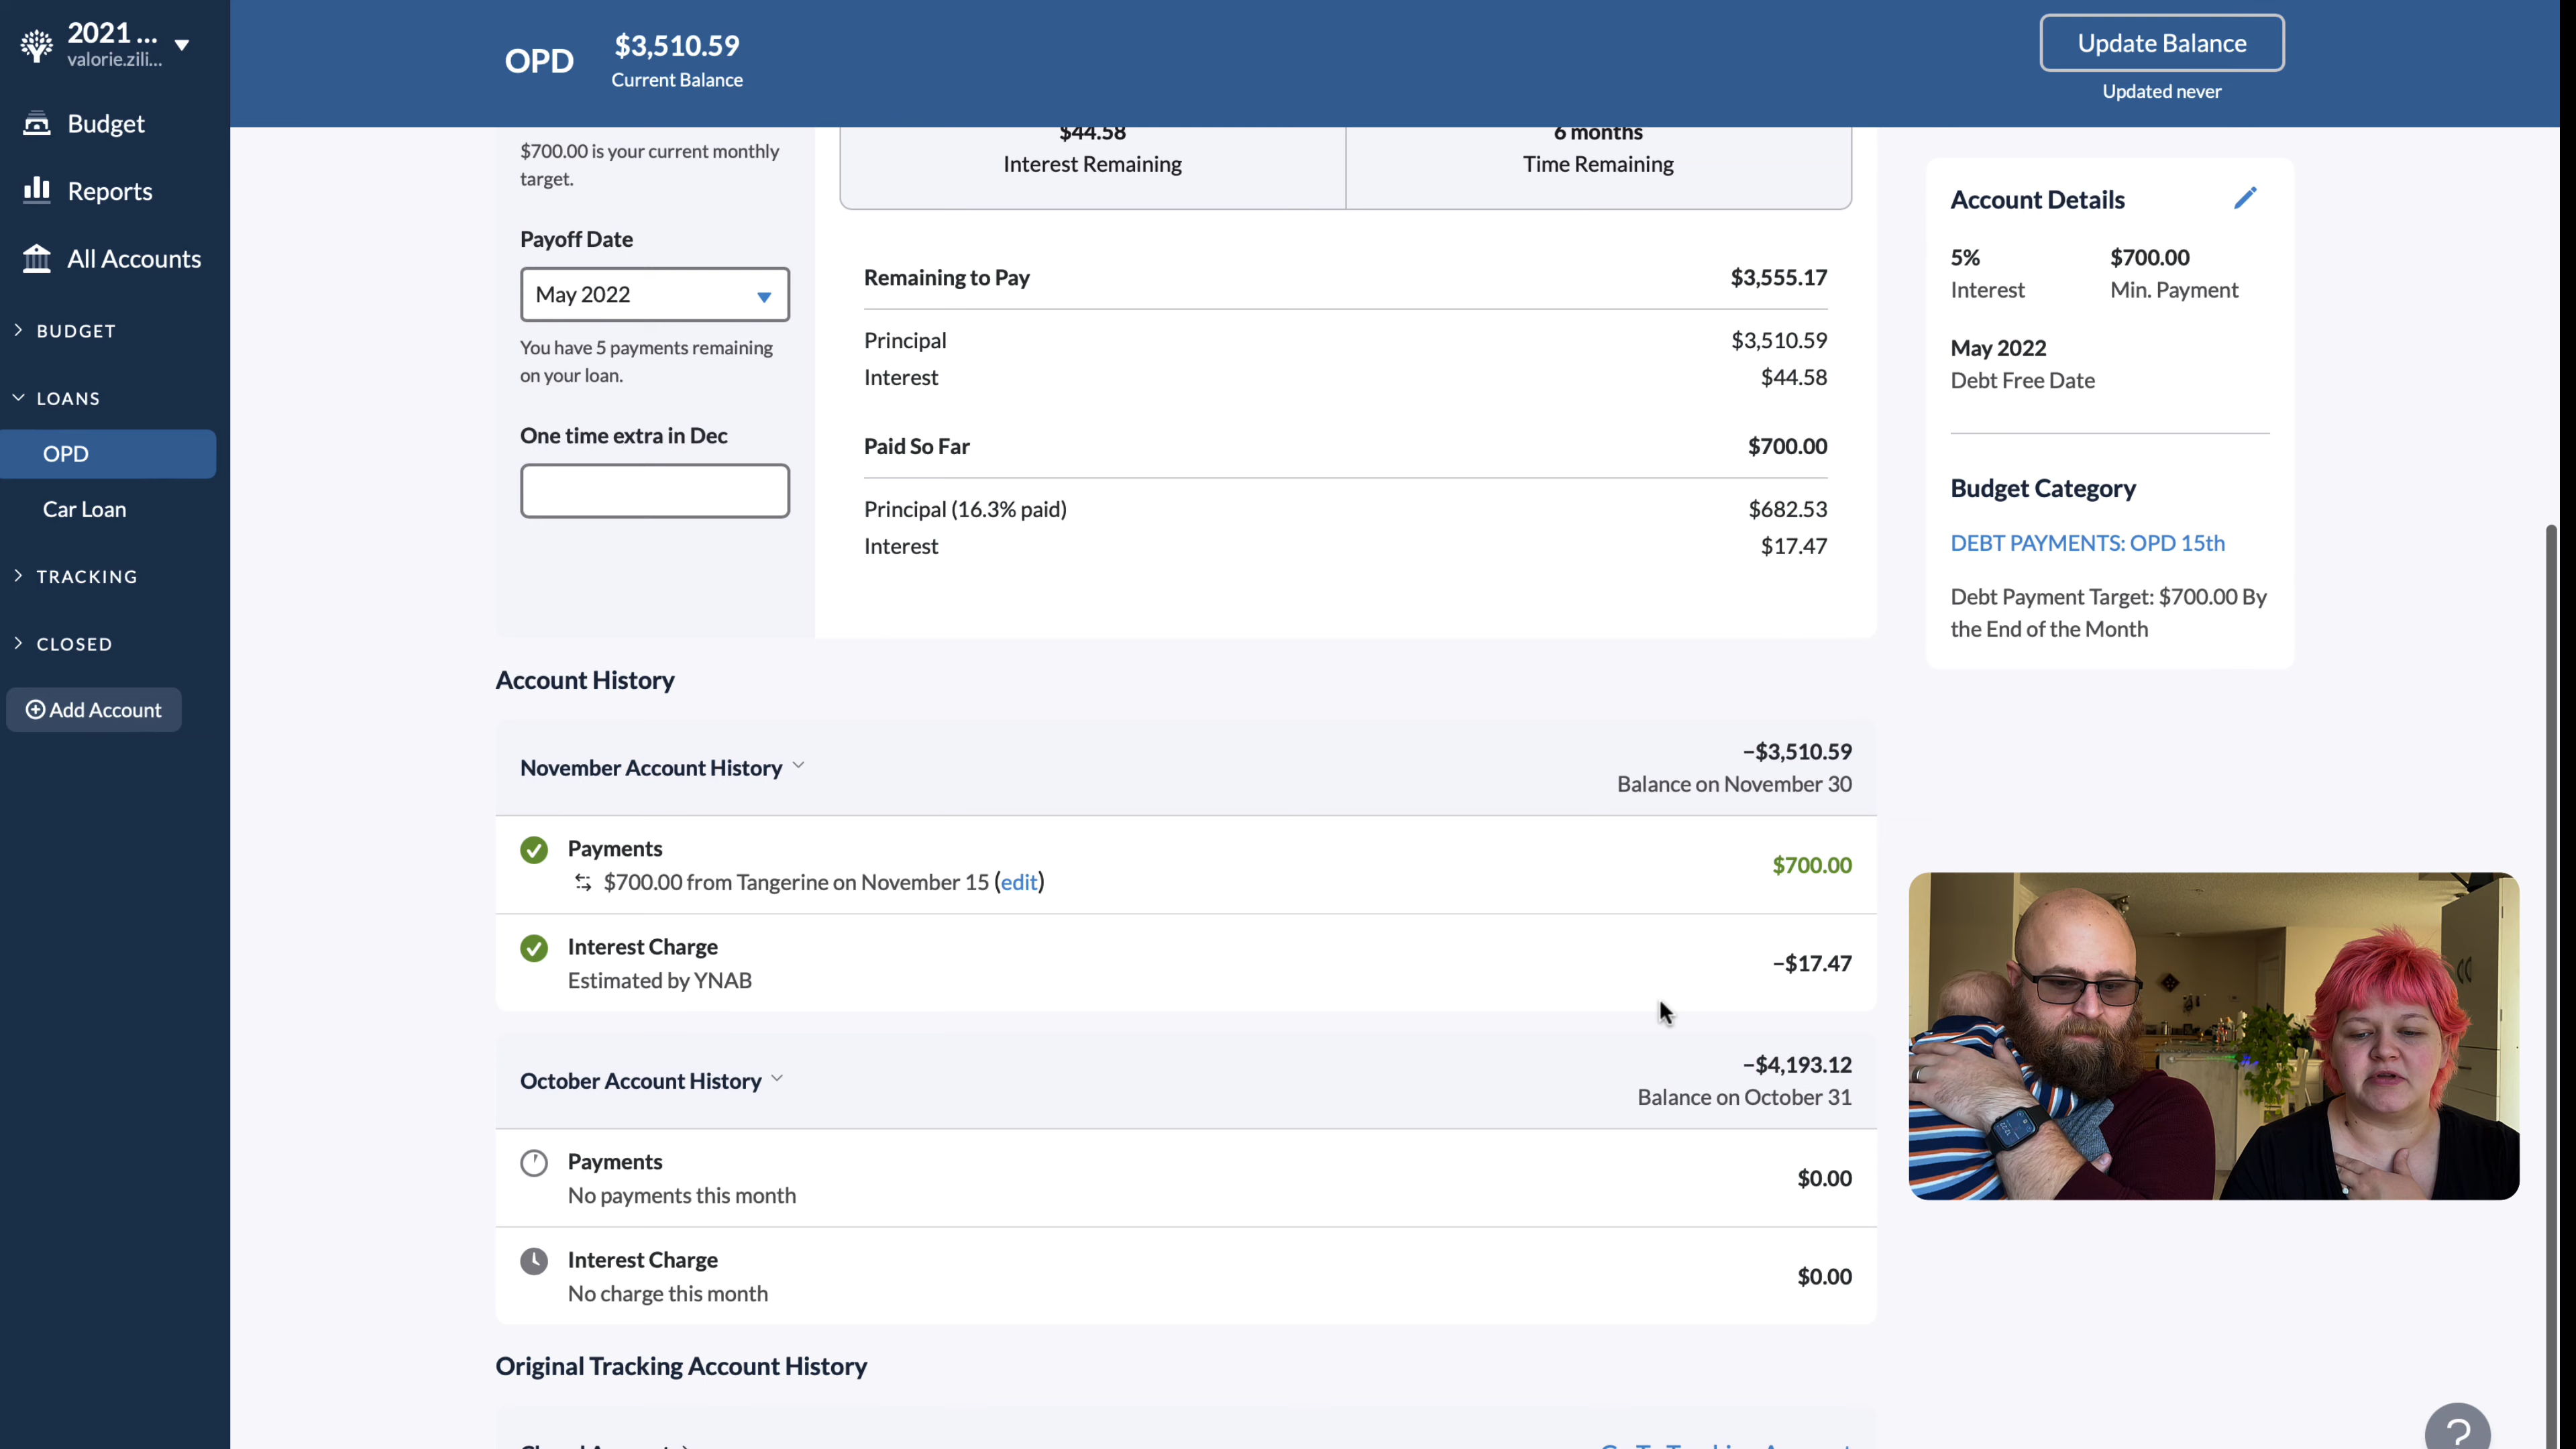 2021 ...
valorie.zili...
Budget
Reports
All Accounts
BUDGET
LOANS
OPD
Car Loan
TRACKING
CLOSED
Add Account
OPD
$3,510.59
Current Balance
Update Balance
Updated never
$700.00 is your current monthly
target.
Payoff Date
May 2022
You have 5 payments remaining
on your loan.
One time extra in Dec
$44.58
Interest Remaining
6 months
Time Remaining
Remaining to Pay $3,555.17
Principal $3,510.59
Interest $44.58
Paid So Far $700.00
Principal (16.3% paid) $682.53
Interest $17.47
Account Details
5%
Interest
$700.00
Min. Payment
May 2022
Debt Free Date
Budget Category
DEBT PAYMENTS: OPD 15th
Debt Payment Target: $700.00 By
the End of the Month
Account History
November Account History
-$3,510.59
Balance on November 30
Payments
$700.00 from Tangerine on November 15 (edit)
$700.00
Interest Charge
Estimated by YNAB
-$17.47
October Account History
-$4,193.12
Balance on October 31
Payments
No payments this month
$0.00
Interest Charge
No charge this month
$0.00
Original Tracking Account History
?